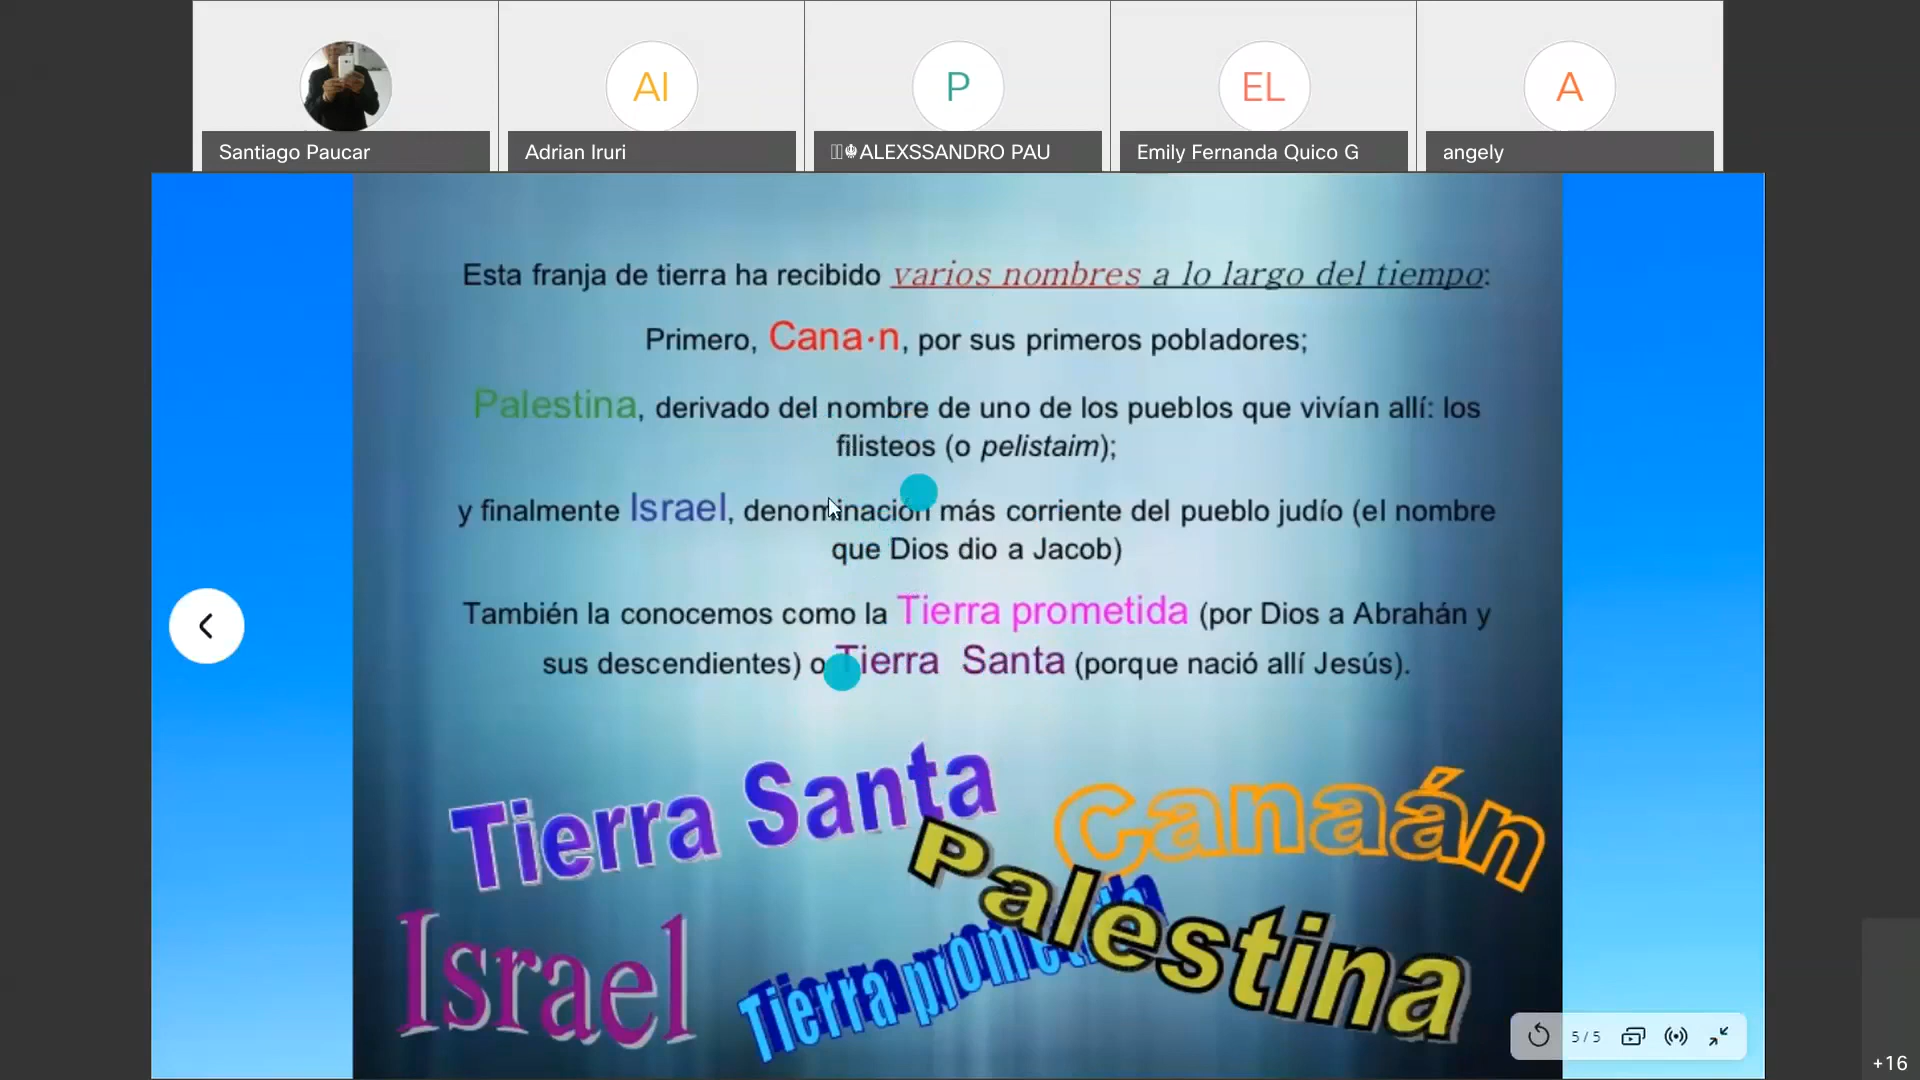 AI
P
EL
A
Santiago Paucar
Adrian Iruri
ALEXSSANDRO PAU
Emily Fernanda Quico G
angely
Esta franja de tierra ha recibido varios nombres a lo largo del tiempo:
Primero, Cana·n, por sus primeros pobladores;
Palestina, derivado del nombre de uno de los pueblos que vivían allí: los
filisteos (o pelistaim);
y finalmente Israel, denominación más corriente del pueblo judío (el nombre
que Dios dio a Jacob)
También la conocemos como la Tierra prometida (por Dios a Abrahán y
sus descendientes) o Tierra Santa (porque nació allí Jesús).
Tierra Santa
Canaán
Palestina
Israel
Tierra prometida
5/5
+16